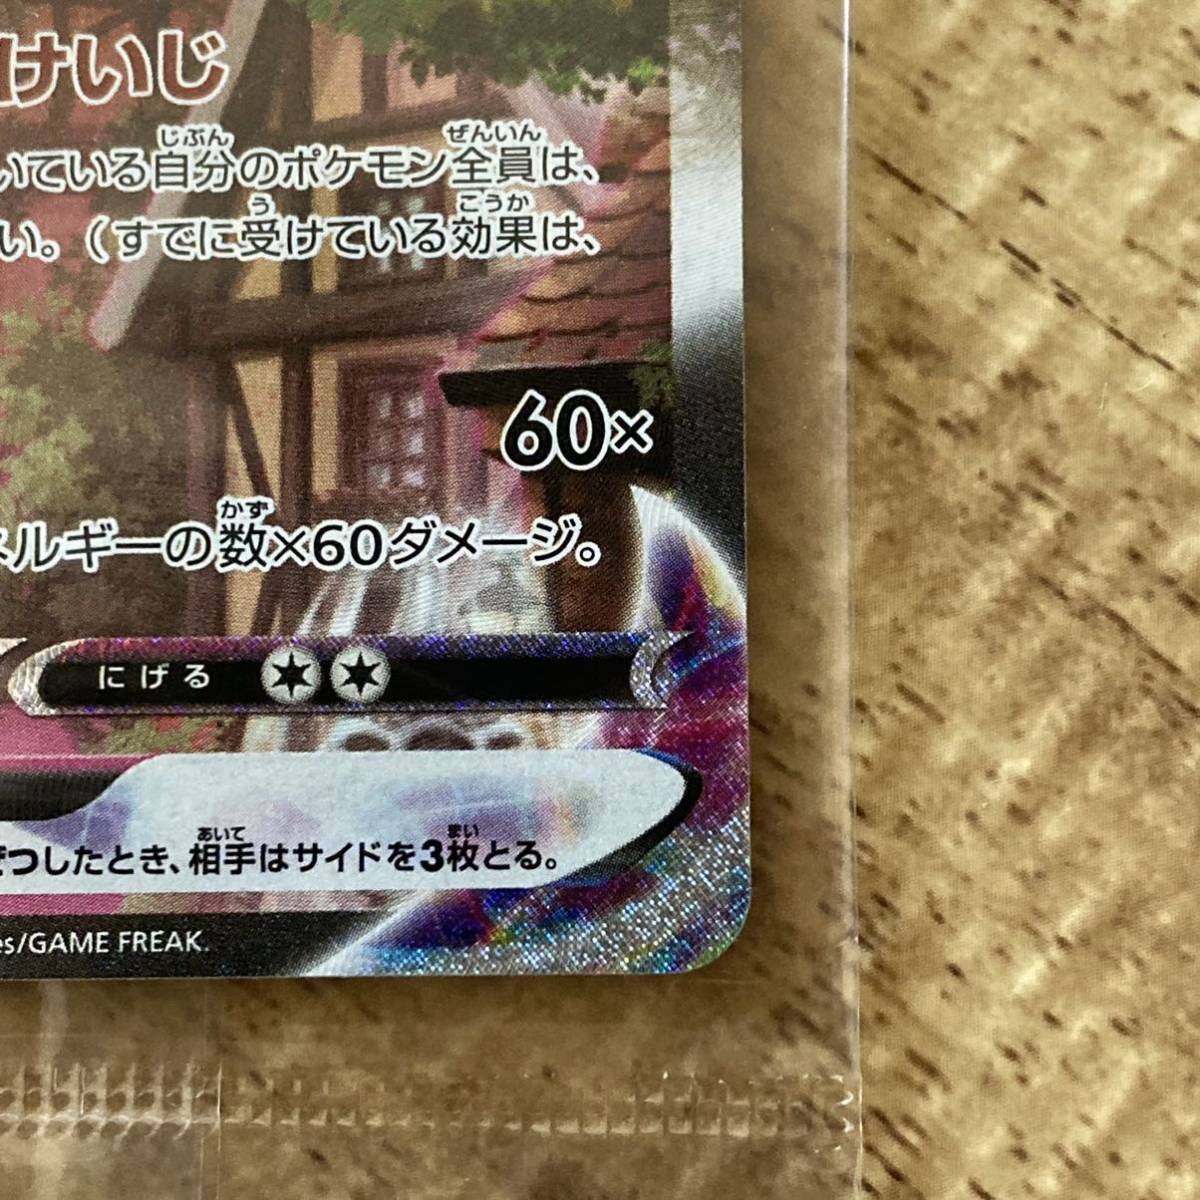 けいじ
じぶん ぜんいん
いている自分のポケモン全員は、
う こうか
い。(すでに受けている効果は、
60×
かず
ネルギーの数×60ダメージ。
にげる
あいて まい
ぜつしたとき、相手はサイドを3枚とる。
es/GAME FREAK.